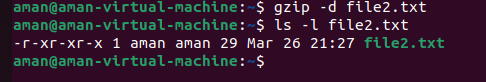 aman@aman-virtual-machine:~$ gzip -d file2.txt
aman@aman-virtual-machine:~$ ls -l file2.txt
-r-xr-xr-x 1 aman aman 29 Mar 26 21:27 file2.txt
aman@aman-virtual-machine:~$